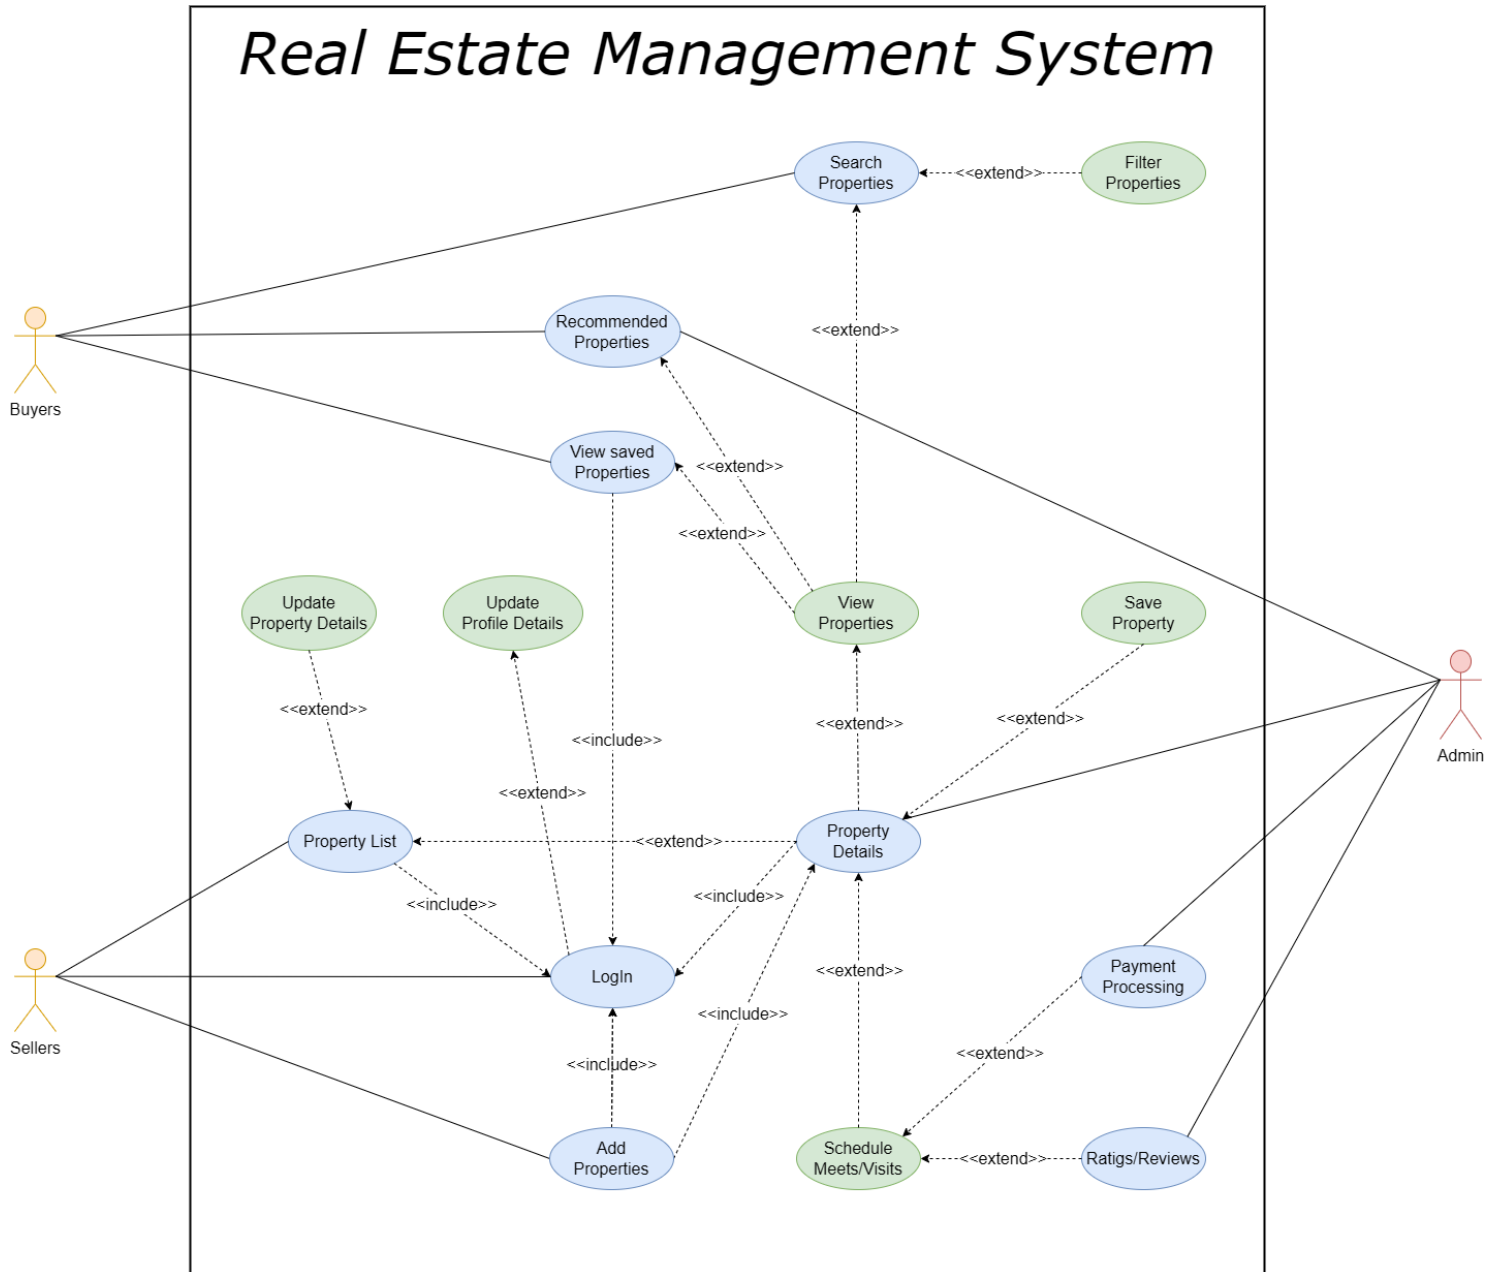 Real Estate Management System
Search
Properties
<<extend>>
Filter
Properties
Recommended
Properties
<<extend>>
Buyers
View saved
Properties
<<extend>>
<<extend>>
Update
Property Details
Update
Profile Details
View
Properties
Save
Property
<<extend>>
<<extend>>
<<extend>>
<<include>>
Admin
<<extend>>
Property List
<<extend>>
Property
Details
<<include>>
<<include>>
LogIn
<<extend>>
Payment
Processing
<<include>>
Sellers
<<include>>
<<extend>>
Add
Properties
Schedule
Meets/Visits
<<extend>>
Ratigs/Reviews